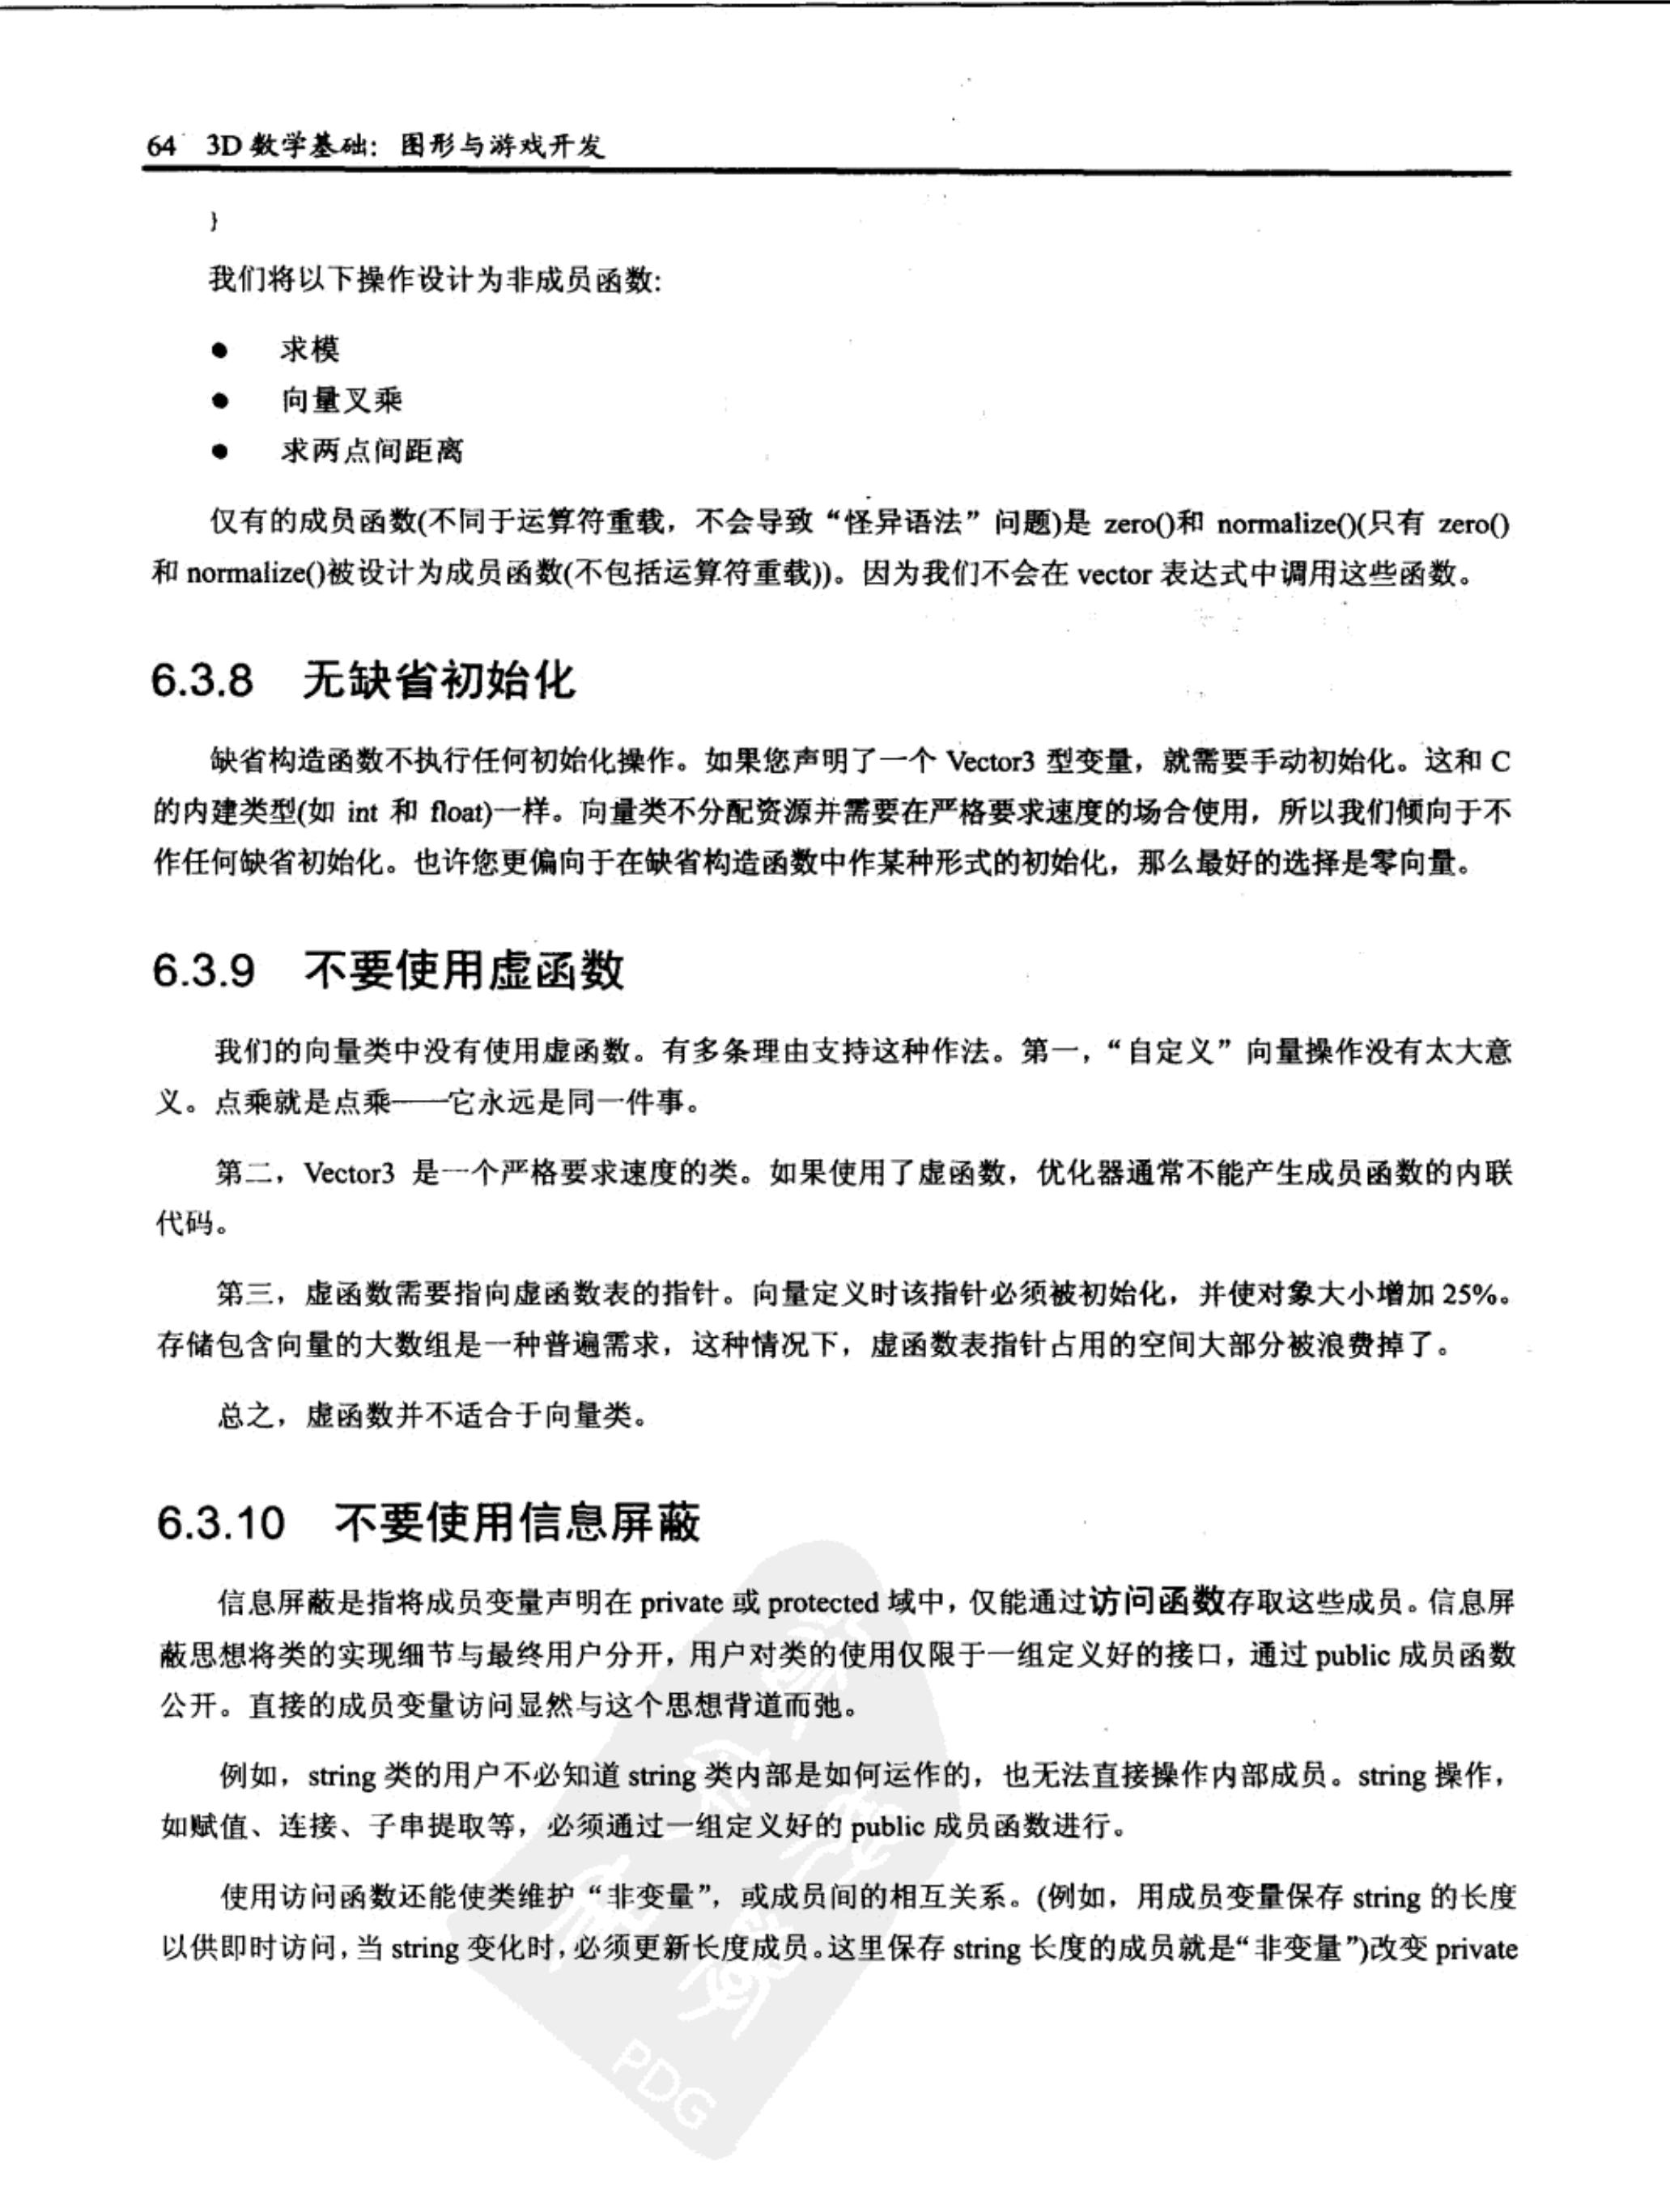 64 3D 数学基础：图形与游戏开发
}
我们将以下操作设计为非成员函数:
● 求模
● 向量叉乘
● 求两点间距离
仅有的成员函数(不同于运算符重载，不会导致“怪异语法”问题)是 zero()和 normalize()(只有 zero()
和 normalize()被设计为成员函数(不包括运算符重载))。因为我们不会在 vector 表达式中调用这些函数。
6.3.8 无缺省初始化
缺省构造函数不执行任何初始化操作。如果您声明了一个 Vector3 型变量，就需要手动初始化。这和 C
的内建类型(如 int 和 float)一样。向量类不分配资源并需要在严格要求速度的场合使用，所以我们倾向于不
作任何缺省初始化。也许您更偏向于在缺省构造函数中作某种形式的初始化，那么最好的选择是零向量。
6.3.9 不要使用虚函数
我们的向量类中没有使用虚函数。有多条理由支持这种作法。第一，“自定义”向量操作没有太大意
义。点乘就是点乘——它永远是同一件事。
第二，Vector3 是一个严格要求速度的类。如果使用了虚函数，优化器通常不能产生成员函数的内联
代码。
第三，虚函数需要指向虚函数表的指针。向量定义时该指针必须被初始化，并使对象大小增加 25%。
存储包含向量的大数组是一种普遍需求，这种情况下，虚函数表指针占用的空间大部分被浪费掉了。
总之，虚函数并不适合于向量类。
6.3.10 不要使用信息屏蔽
信息屏蔽是指将成员变量声明在 private 或 protected 域中，仅能通过访问函数存取这些成员。信息屏
蔽思想将类的实现细节与最终用户分开，用户对类的使用仅限于一组定义好的接口，通过 public 成员函数
公开。直接的成员变量访问显然与这个思想背道而弛。
例如，string 类的用户不必知道 string 类内部是如何运作的，也无法直接操作内部成员。string 操作，
如赋值、连接、子串提取等，必须通过一组定义好的 public 成员函数进行。
使用访问函数还能使类维护“非变量”，或成员间的相互关系。(例如，用成员变量保存 string 的长度
以供即时访问，当 string 变化时，必须更新长度成员。这里保存 string 长度的成员就是“非变量”)改变 private
PDG